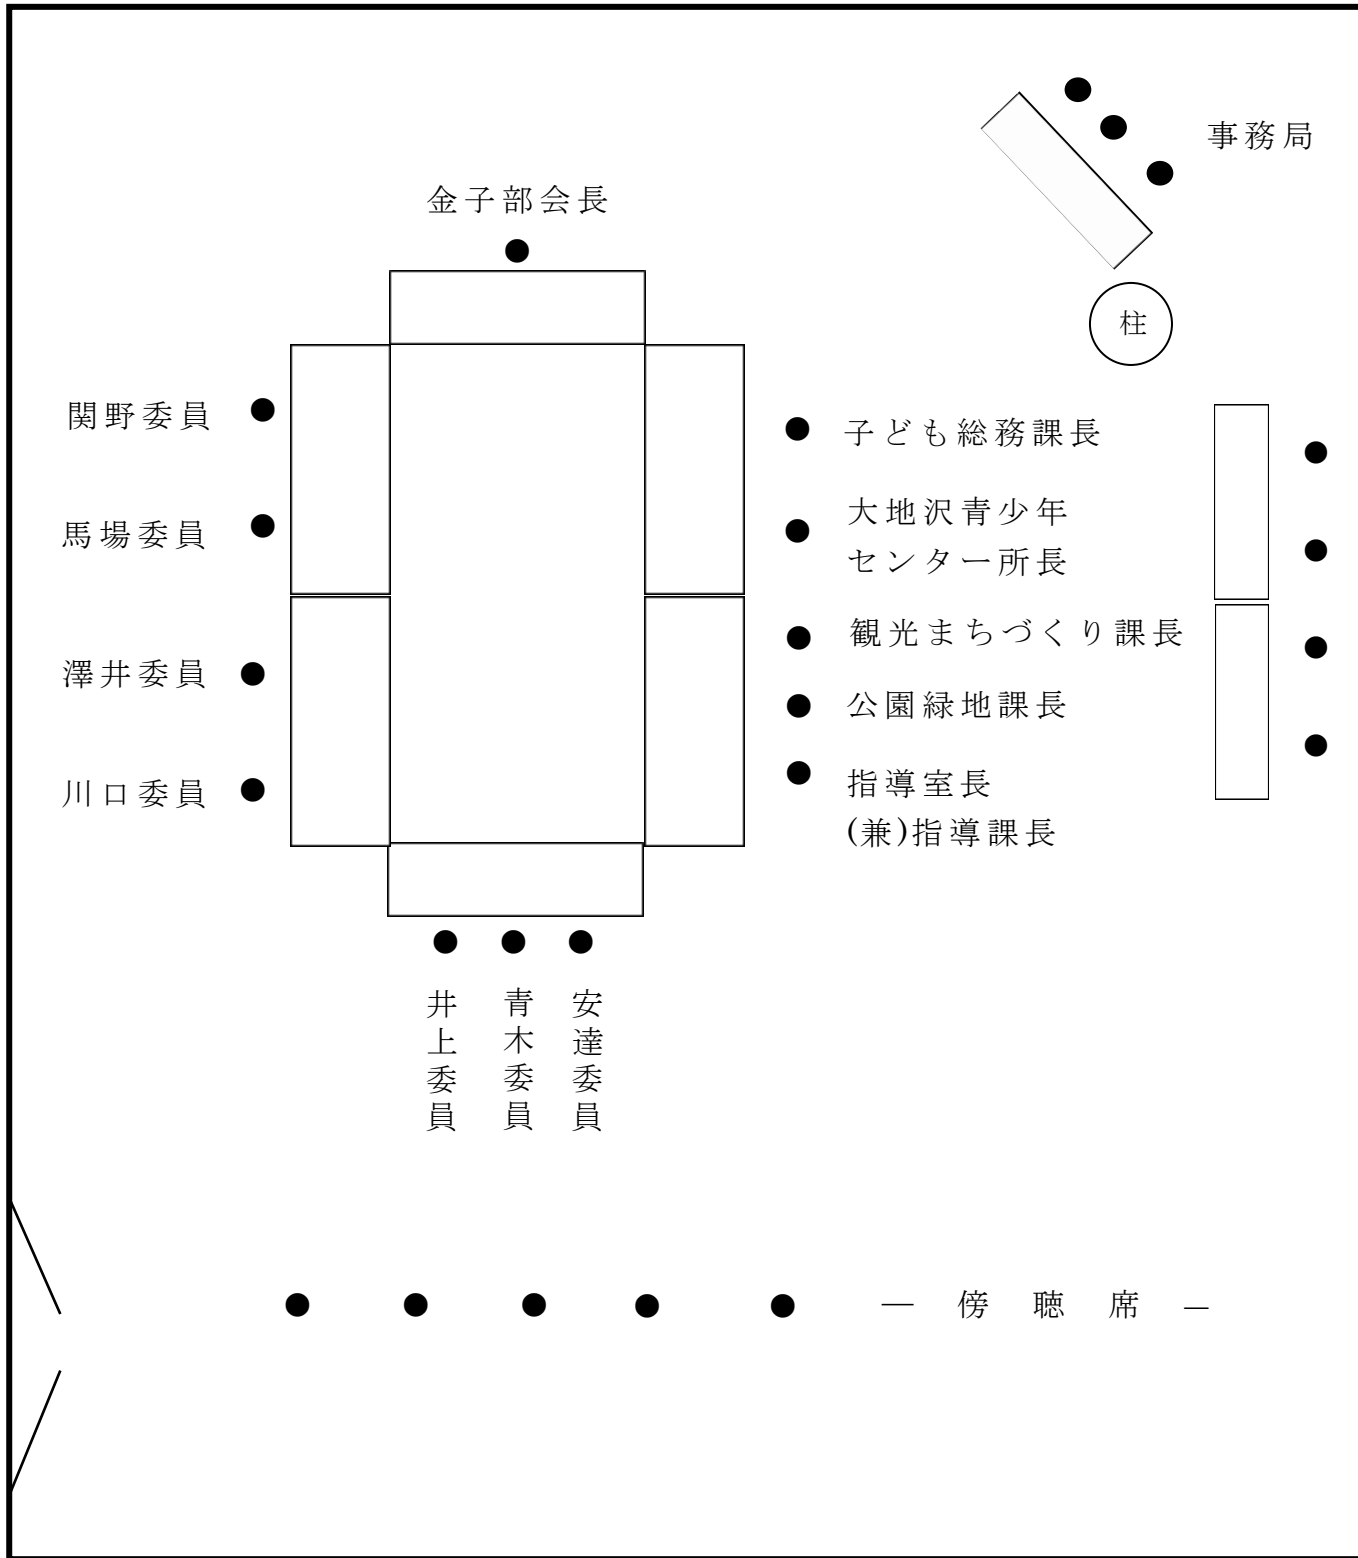 事務局
金子部会長
柱
関野委員
子ども総務課長
馬場委員
大地沢青少年
センター所長
観光まちづくり課長
澤井委員
公園緑地課長
川口委員
指導室長
(兼)指導課長
井上委員
青木委員
安達委員
― 傍 聴 席 ―